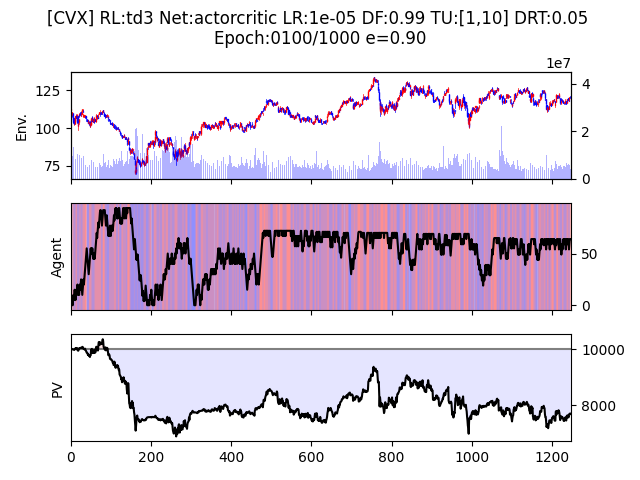 [CVX] RL:td3 Net:actorcritic LR:1e-05 DF:0.99 TU:[1,10] DRT:0.05
Epoch:0100/1000 e=0.90
1e7
Env.
125
100
75
4
2
0
Agent
50
0
PV
10000
8000
0 200 400 600 800 1000 1200